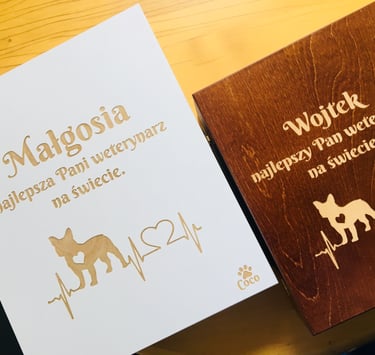 Małgosia
najlepsza Pani weterynarz
na świecie.
Coco
Wojtek
najlepszy Pan
na świecie